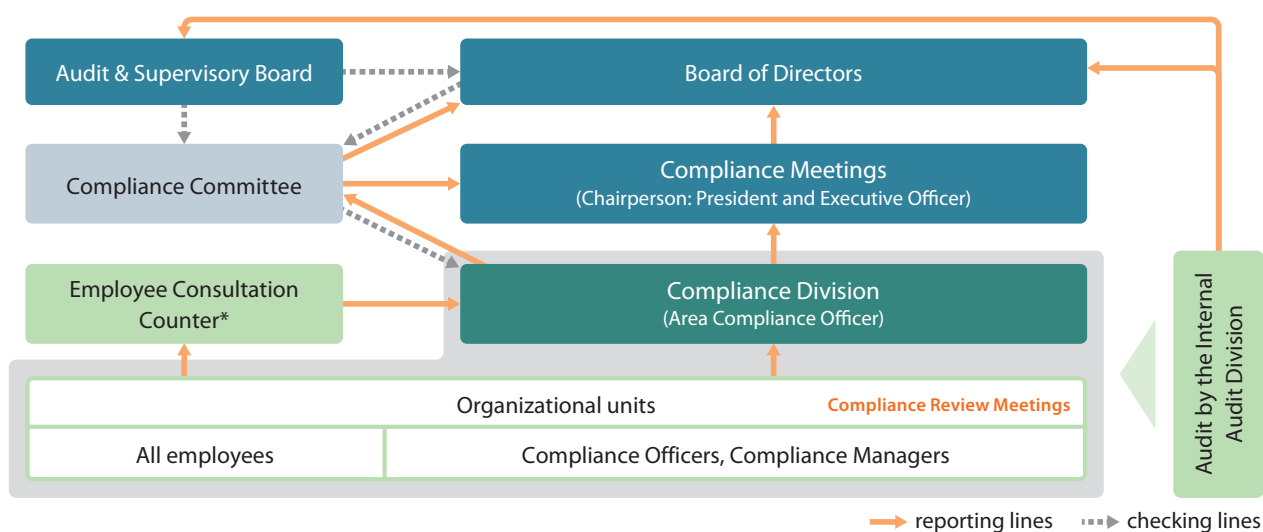 Audit & Supervisory Board
Board of Directors
Compliance Committee
Compliance Meetings
(Chairperson: President and Executive Officer)
Employee Consultation
Counter*
Compliance Division
(Area Compliance Officer)
Audit by the Internal
Audit Division
Organizational units
Compliance Review Meetings
All employees
Compliance Officers, Compliance Managers
reporting lines
checking lines